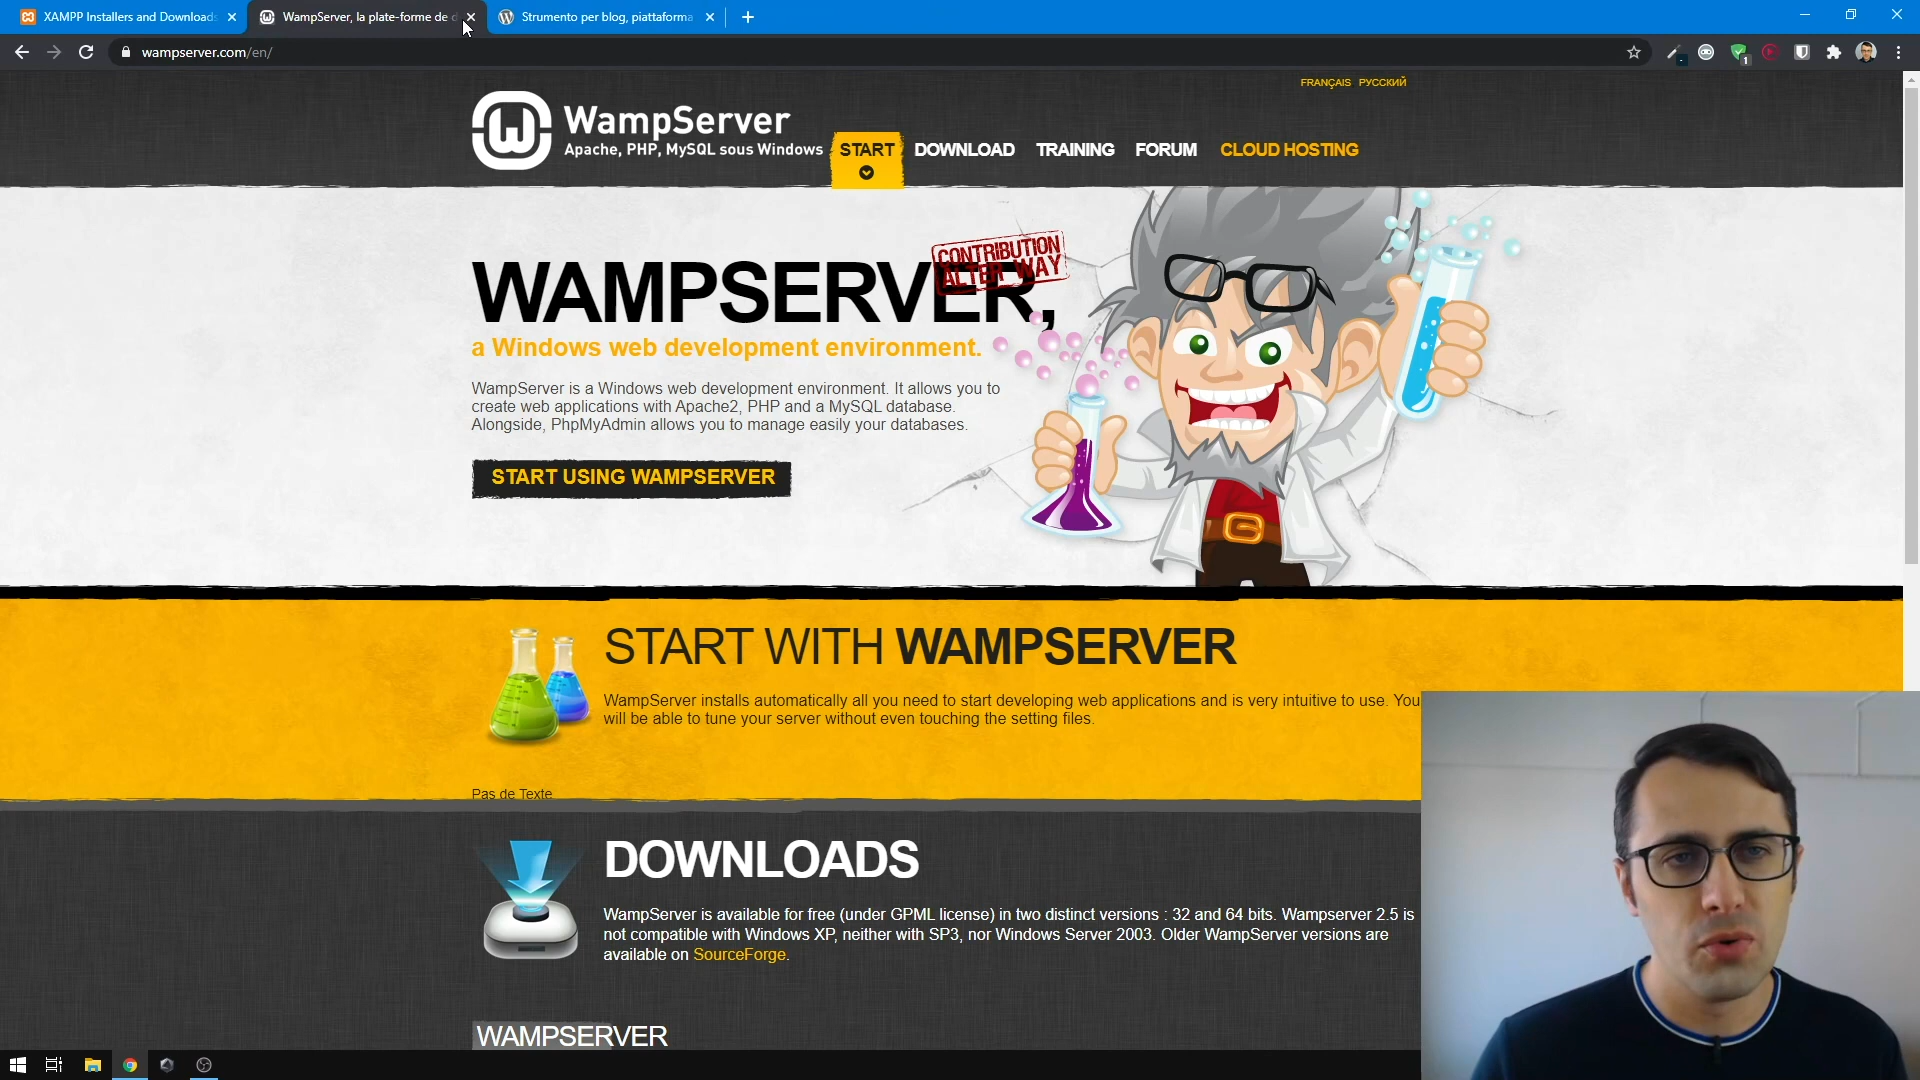 XAMPP Installers and Downloads
WampServer, la plate-forme de d
Strumento per blog, piattaforma
wampserver.com/en/
1
FRANÇAIS РУССКИЙ
WampServer
Apache, PHP, MySQL sous Windows
START
DOWNLOAD
TRAINING
FORUM
CLOUD HOSTING
CONTRIBUTION
ALTER WAY
WAMPSERVER,
a Windows web development environment.
WampServer is a Windows web development environment. It allows you to
create web applications with Apache2, PHP and a MySQL database.
Alongside, PhpMyAdmin allows you to manage easily your databases.
START USING WAMPSERVER
START WITH WAMPSERVER
WampServer installs automatically all you need to start developing web applications and is very intuitive to use. You
will be able to tune your server without even touching the setting files.
Pas de Texte
DOWNLOADS
WampServer is available for free (under GPML license) in two distinct versions : 32 and 64 bits. Wampserver 2.5 is
not compatible with Windows XP, neither with SP3, nor Windows Server 2003. Older WampServer versions are
available on SourceForge.
WAMPSERVER